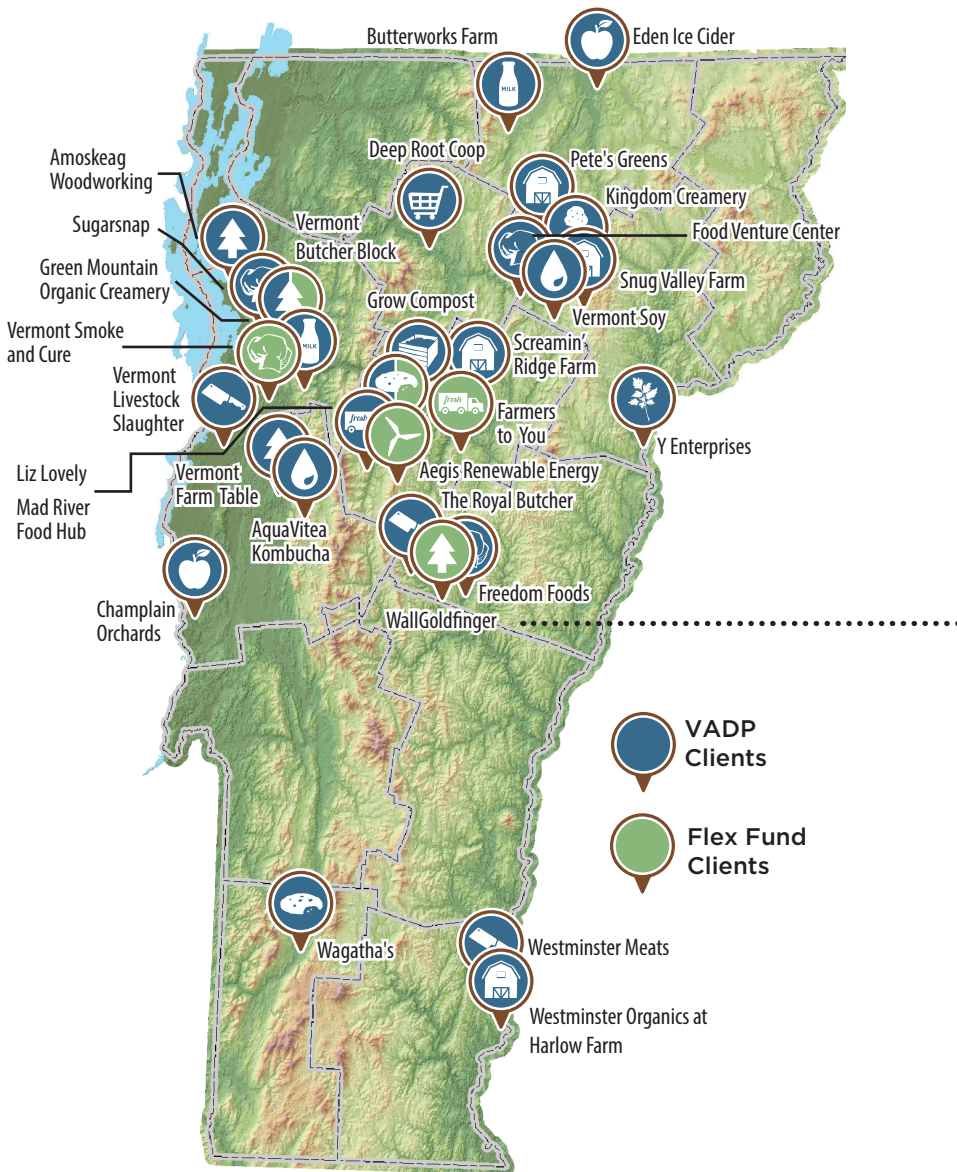 Butterworks Farm
Eden Ice Cider
MILK
Deep Root Coop
Pete's Greens
Amoskeag
Woodworking
Kingdom Creamery
Sugarsnap
Vermont
Butcher Block
Food Venture Center
Green Mountain
Organic Creamery
Snug Valley Farm
Grow Compost
Vermont Soy
Vermont Smoke
and Cure
MILK
Screamin'
Ridge Farm
Vermont
Livestock
Slaughter
fresh
fresh
Farmers
to You
Y Enterprises
Liz Lovely
Vermont
Farm Table
Aegis Renewable Energy
Mad River
Food Hub
The Royal Butcher
AquaVitea
Kombucha
Champlain
Orchards
Freedom Foods
WallGoldfinger
VADP
Clients
Flex Fund
Clients
Wagatha's
Westminster Meats
Westminster Organics at
Harlow Farm